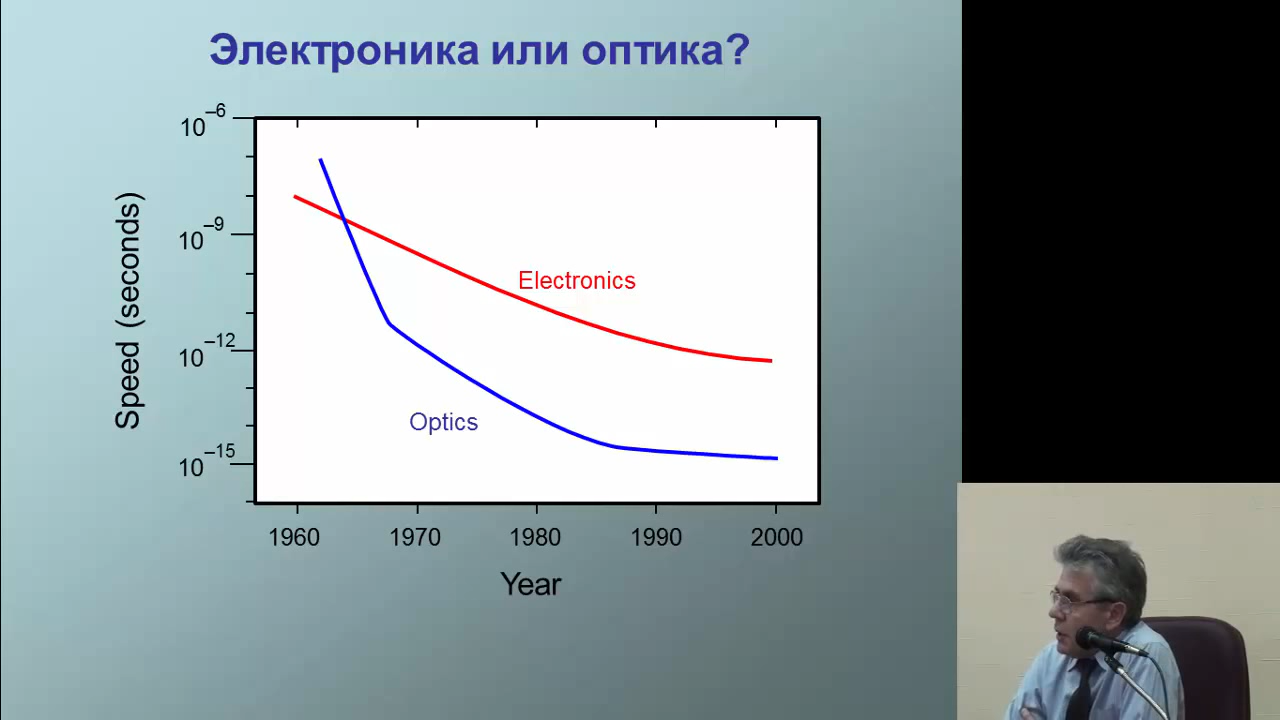 Электроника или оптика?
10⁻⁶
10⁻⁹
10⁻¹²
10⁻¹⁵
Speed (seconds)
Electronics
Optics
1960 1970 1980 1990 2000
Year